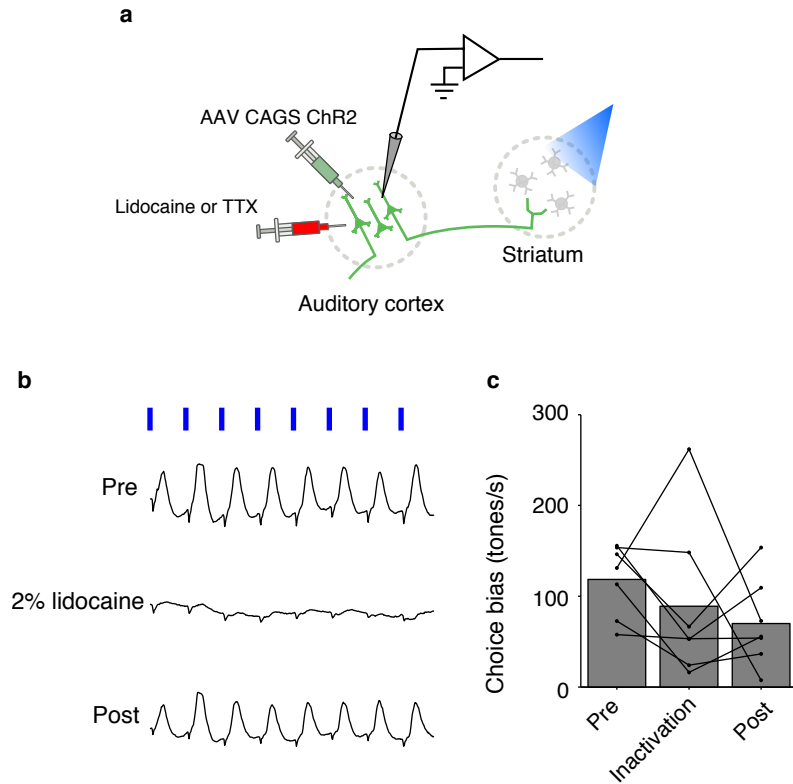 a
AAV CAGS ChR2
Lidocaine or TTX
Striatum
Auditory cortex
b
Pre
2% lidocaine
Post
c
Choice bias (tones/s)
300
200
100
0
Pre
Inactivation
Post